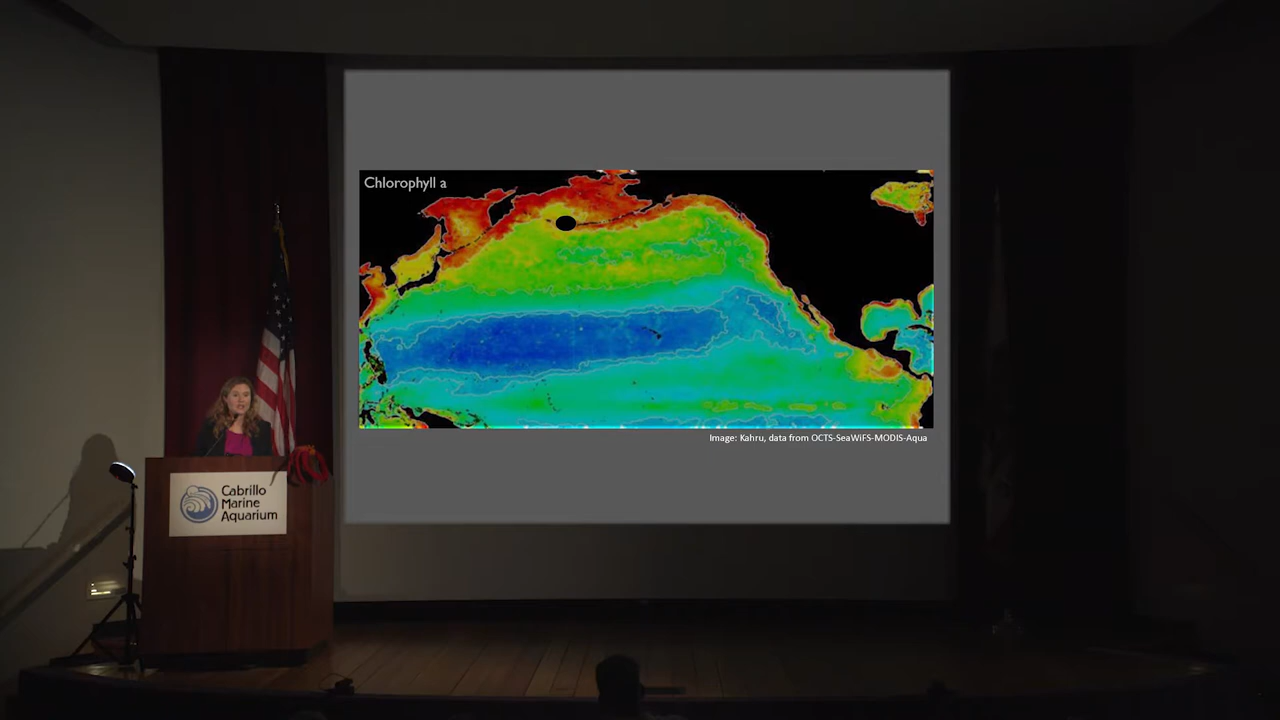 Chlorophyll a
Image: Kahru, data from OCTS-SeaWiFS-MODIS-Aqua
Cabrillo
Marine
Aquarium